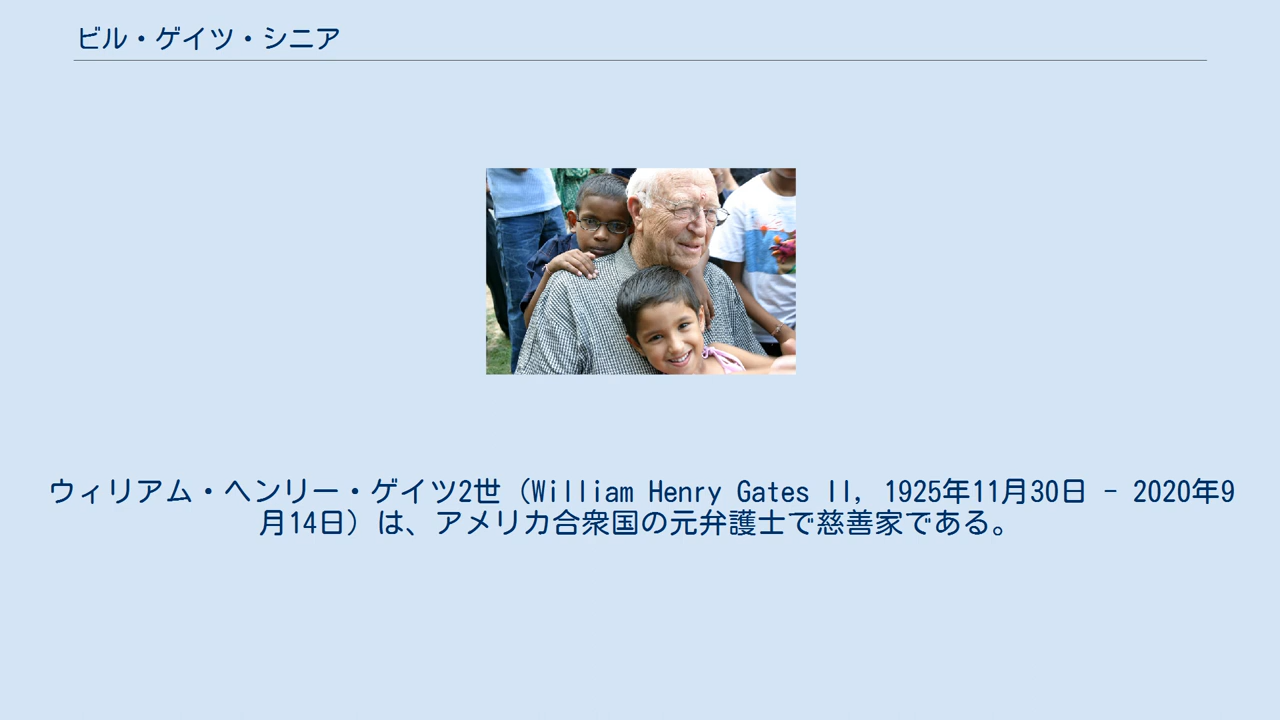 ビル・ゲイツ・シニア
ウィリアム・ヘンリー・ゲイツ2世（William Henry Gates II, 1925年11月30日 - 2020年9
月14日）は、アメリカ合衆国の元弁護士で慈善家である。